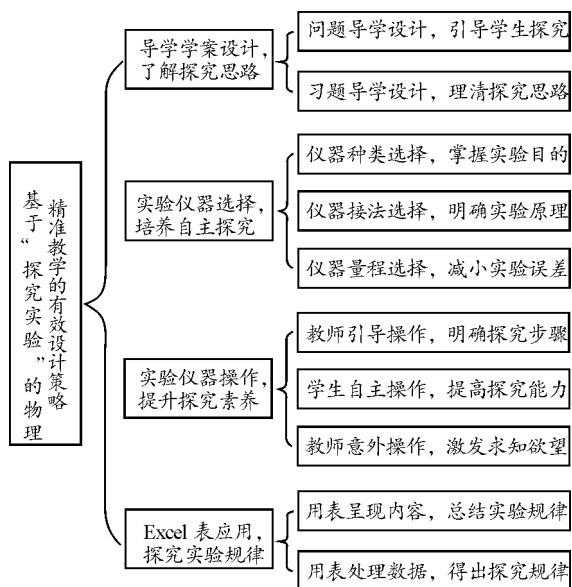 基于“探究实验”的物理
精准教学的有效设计策略
导学学案设计，
了解探究思路
问题导学设计，引导学生探究
习题导学设计，理清探究思路
实验仪器选择，
培养自主探究
仪器种类选择，掌握实验目的
仪器接法选择，明确实验原理
仪器量程选择，减小实验误差
实验仪器操作，
提升探究素养
教师引导操作，明确探究步骤
学生自主操作，提高探究能力
教师意外操作，激发求知欲望
Excel 表应用，
探究实验规律
用表呈现内容，总结实验规律
用表处理数据，得出探究规律